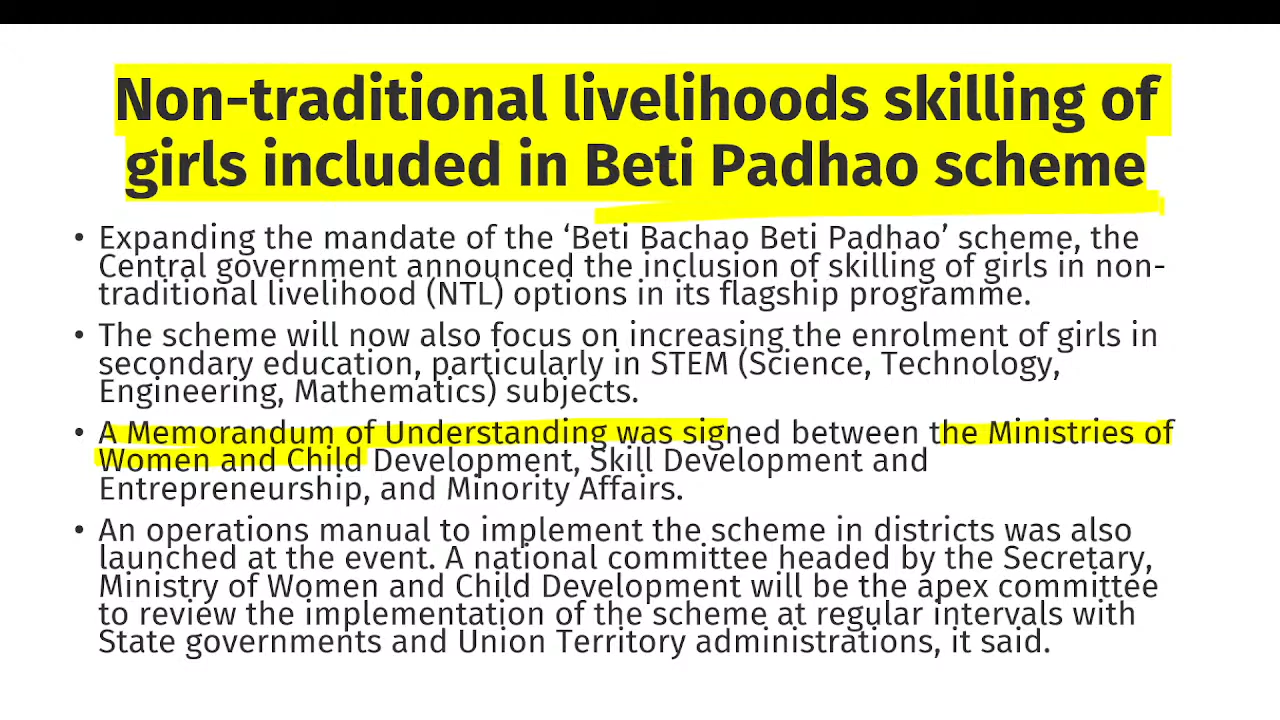 Non-traditional livelihoods skilling of
girls included in Beti Padhao scheme
• Expanding the mandate of the ‘Beti Bachao Beti Padhao’ scheme, the
Central government announced the inclusion of skilling of girls in non-
traditional livelihood (NTL) options in its flagship programme.
• The scheme will now also focus on increasing the enrolment of girls in
secondary education, particularly in STEM (Science, Technology,
Engineering, Mathematics) subjects.
• A Memorandum of Understanding was signed between the Ministries of
Women and Child Development, Skill Development and
Entrepreneurship, and Minority Affairs.
• An operations manual to implement the scheme in districts was also
launched at the event. A national committee headed by the Secretary,
Ministry of Women and Child Development will be the apex committee
to review the implementation of the scheme at regular intervals with
State governments and Union Territory administrations, it said.